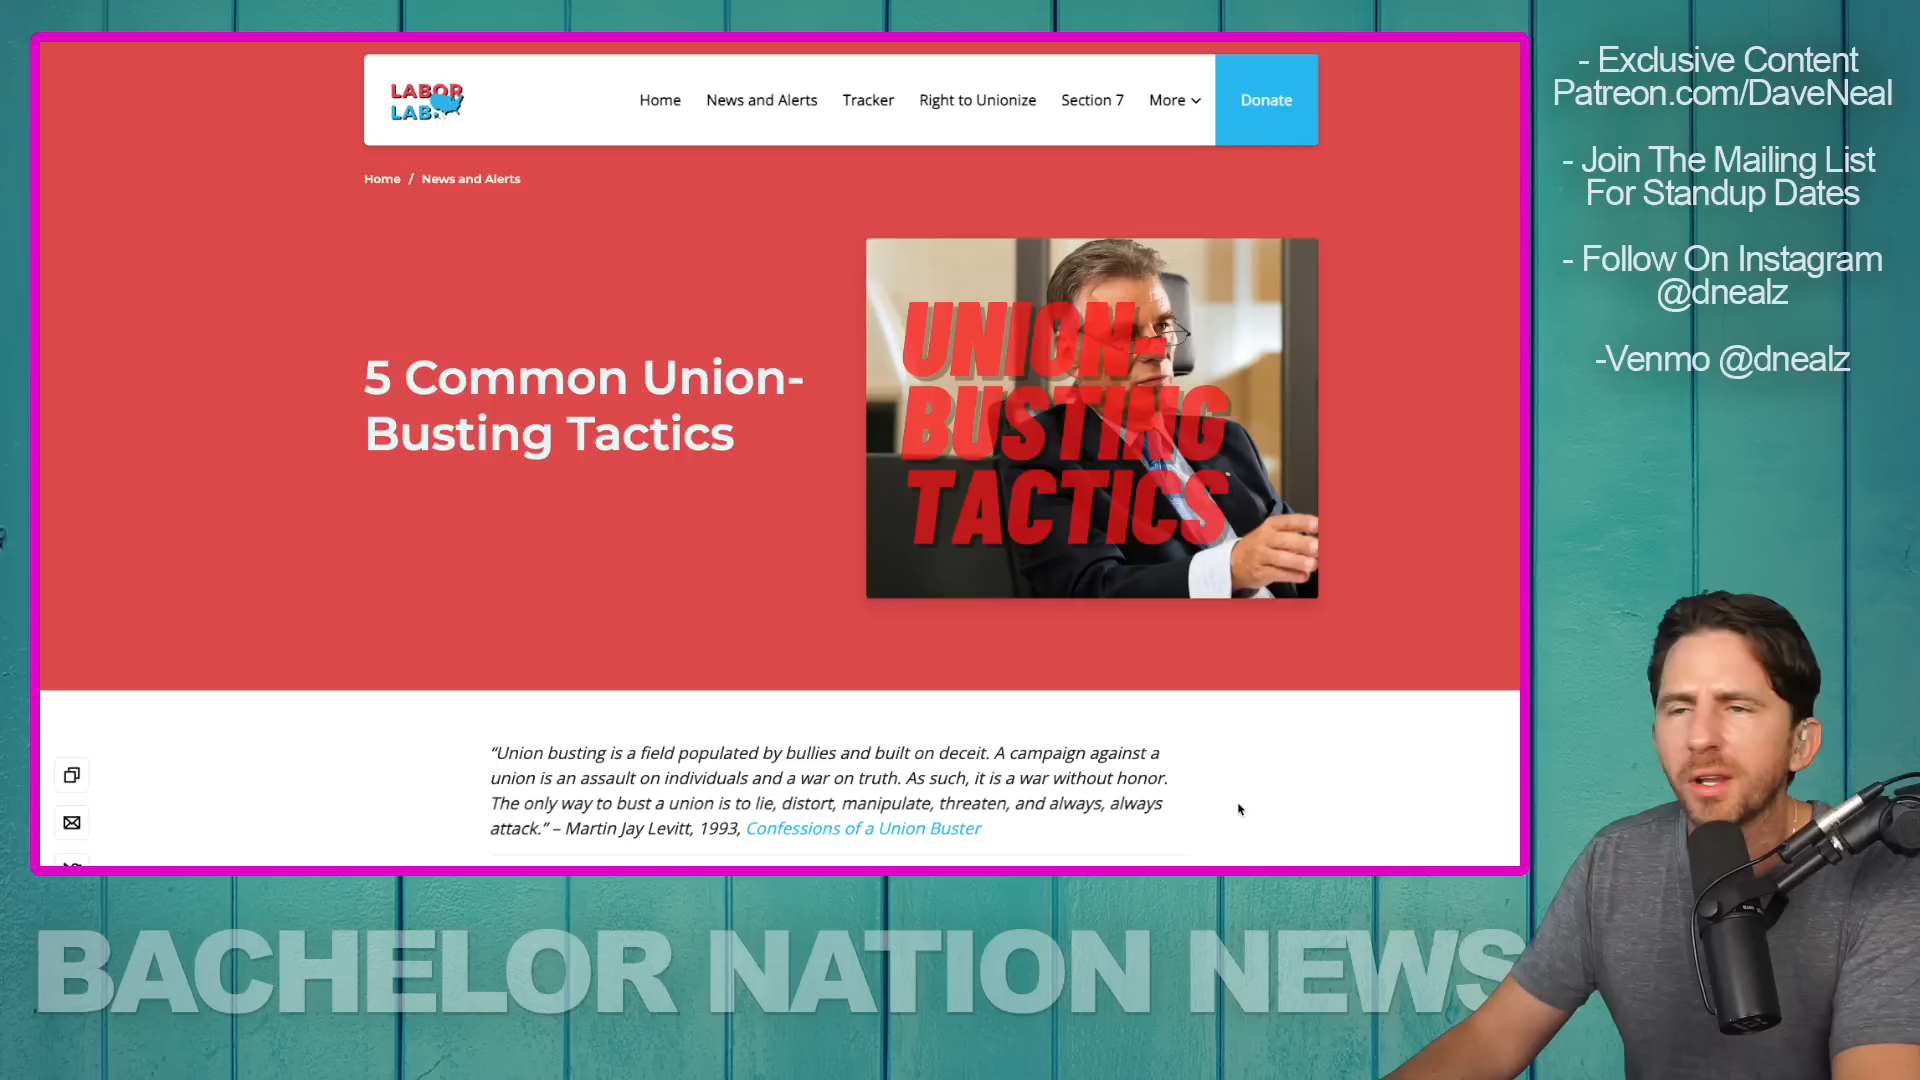 LABOR
LAB
Home
News and Alerts
Tracker
Right to Unionize
Section 7
More
Donate
Home / News and Alerts
5 Common Union-
Busting Tactics
UNION-
BUSTING
TACTICS
“Union busting is a field populated by bullies and built on deceit. A campaign against a
union is an assault on individuals and a war on truth. As such, it is a war without honor.
The only way to bust a union is to lie, distort, manipulate, threaten, and always, always
attack.” – Martin Jay Levitt, 1993, Confessions of a Union Buster
- Exclusive Content
Patreon.com/DaveNeal
- Join The Mailing List
For Standup Dates
- Follow On Instagram
@dnealz
-Venmo @dnealz
BACHELOR NATION NEWS